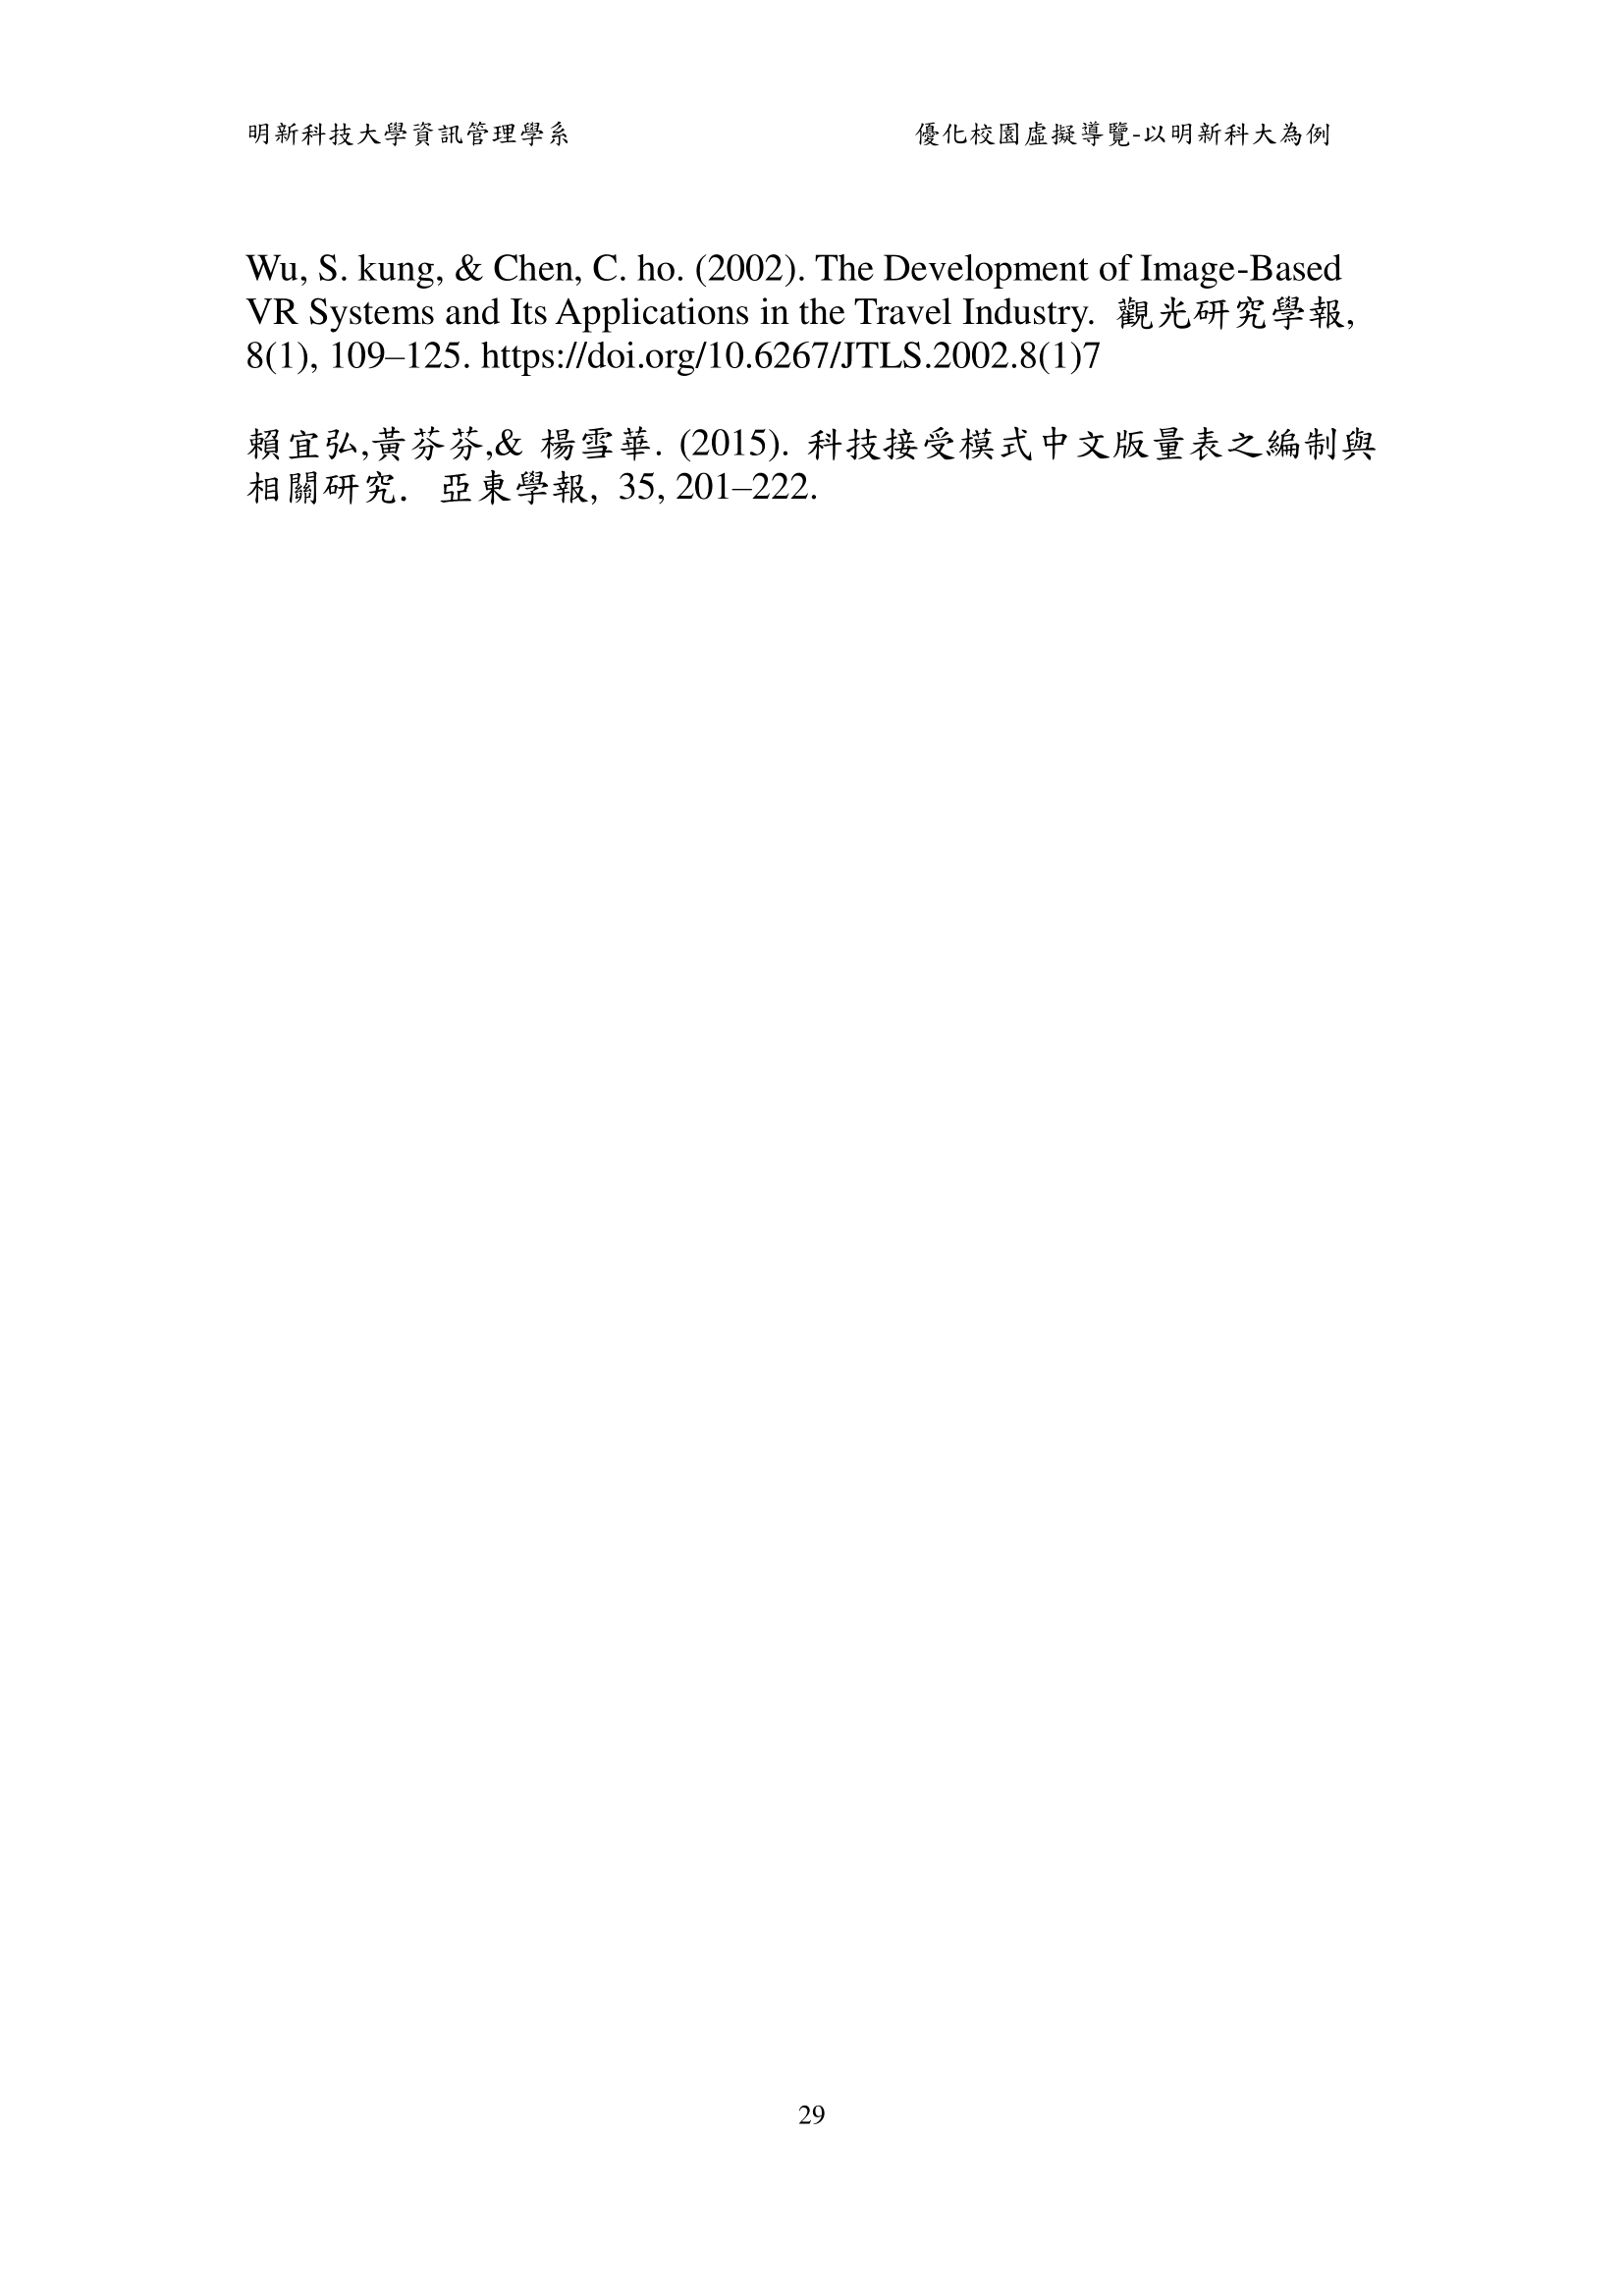 明新科技大學資訊管理學系 優化校園虛擬導覽-以明新科大為例
Wu, S. kung, & Chen, C. ho. (2002). The Development of Image-Based
VR Systems and Its Applications in the Travel Industry. 觀光研究學報,
8(1), 109–125. https://doi.org/10.6267/JTLS.2002.8(1)7
賴宜弘,黃芬芬,& 楊雪華. (2015). 科技接受模式中文版量表之編制與
相關研究. 亞東學報, 35, 201–222.
29